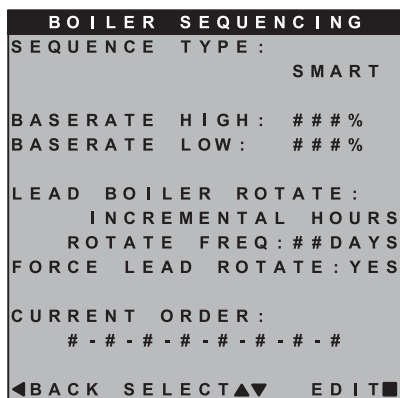 BOILER SEQUENCING
SEQUENCE TYPE:
SMART
BASERATE HIGH: ###%
BASERATE LOW: ###%
LEAD BOILER ROTATE:
INCREMENTAL HOURS
ROTATE FREQ:##DAYS
FORCE LEAD ROTATE:YES
CURRENT ORDER:
#-#-#-#-#-#-#-#
◀BACK SELECT▲▼ EDIT■